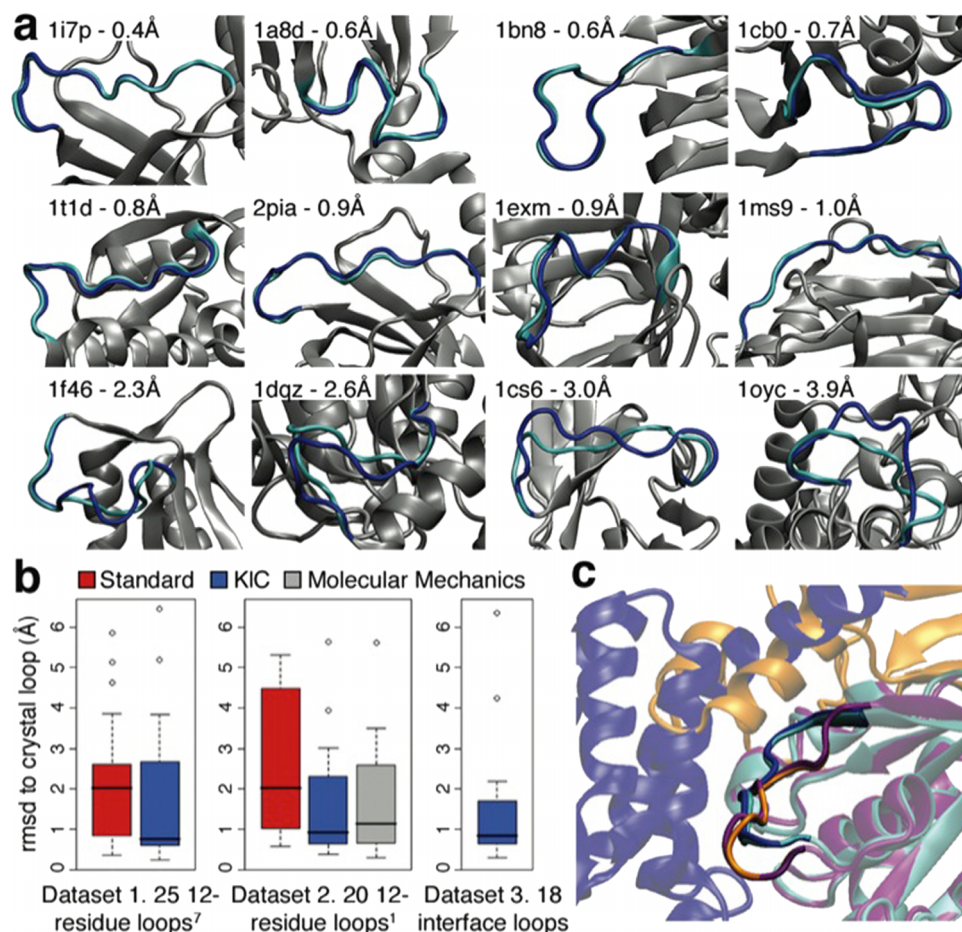 a
1i7p - 0.4Å
1a8d - 0.6Å
1bn8 - 0.6Å
1cb0 - 0.7Å
1t1d - 0.8Å
2pia - 0.9Å
1exm - 0.9Å
1ms9 - 1.0Å
1f46 - 2.3Å
1dqz - 2.6Å
1cs6 - 3.0Å
1oyc - 3.9Å
b
Standard KIC Molecular Mechanics
rmsd to crystal loop (Å)
0 1 2 3 4 5 6
0 1 2 3 4 5 6
0 1 2 3 4 5 6
Dataset 1. 25 12-
residue loops⁷
Dataset 2. 20 12-
residue loops¹
Dataset 3. 18
interface loops
c